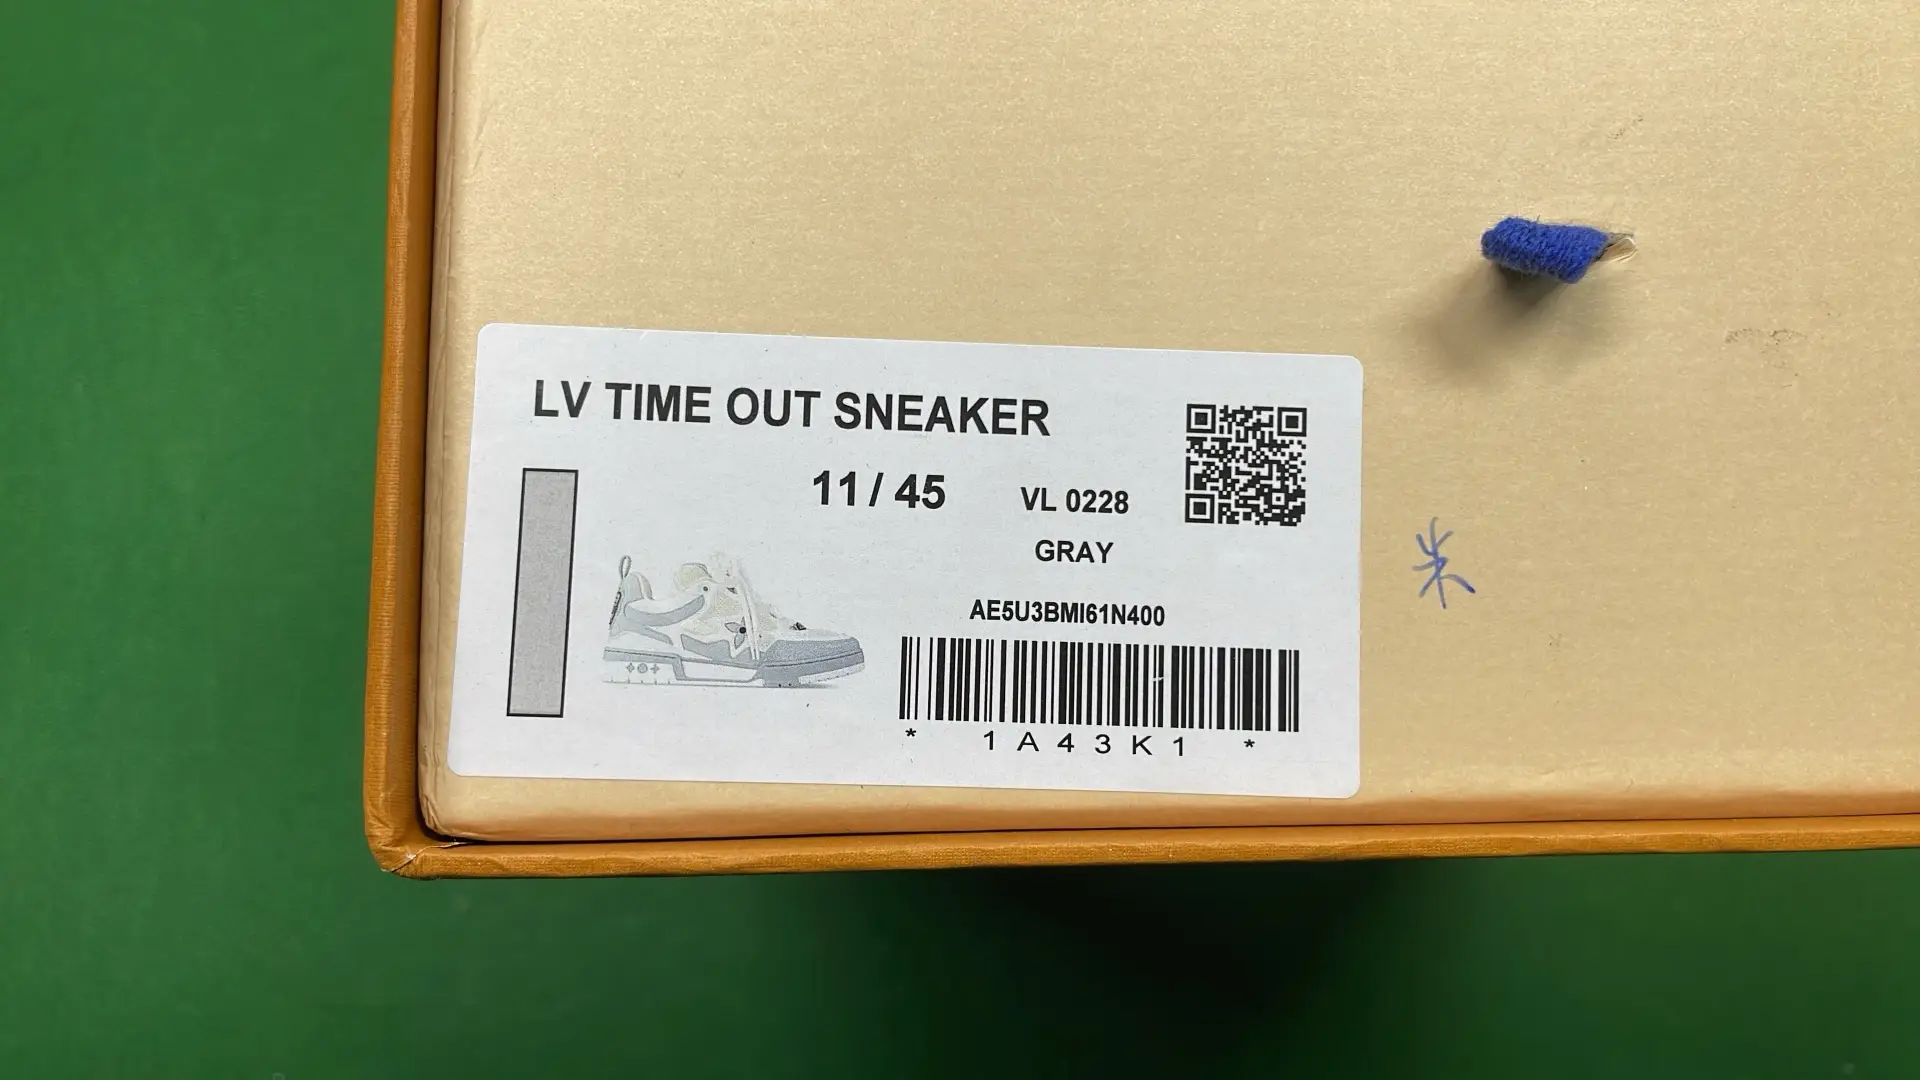 LV TIME OUT SNEAKER
11 / 45
VL 0228
GRAY
AE5U3BMI61N400
* 1A43K1 *